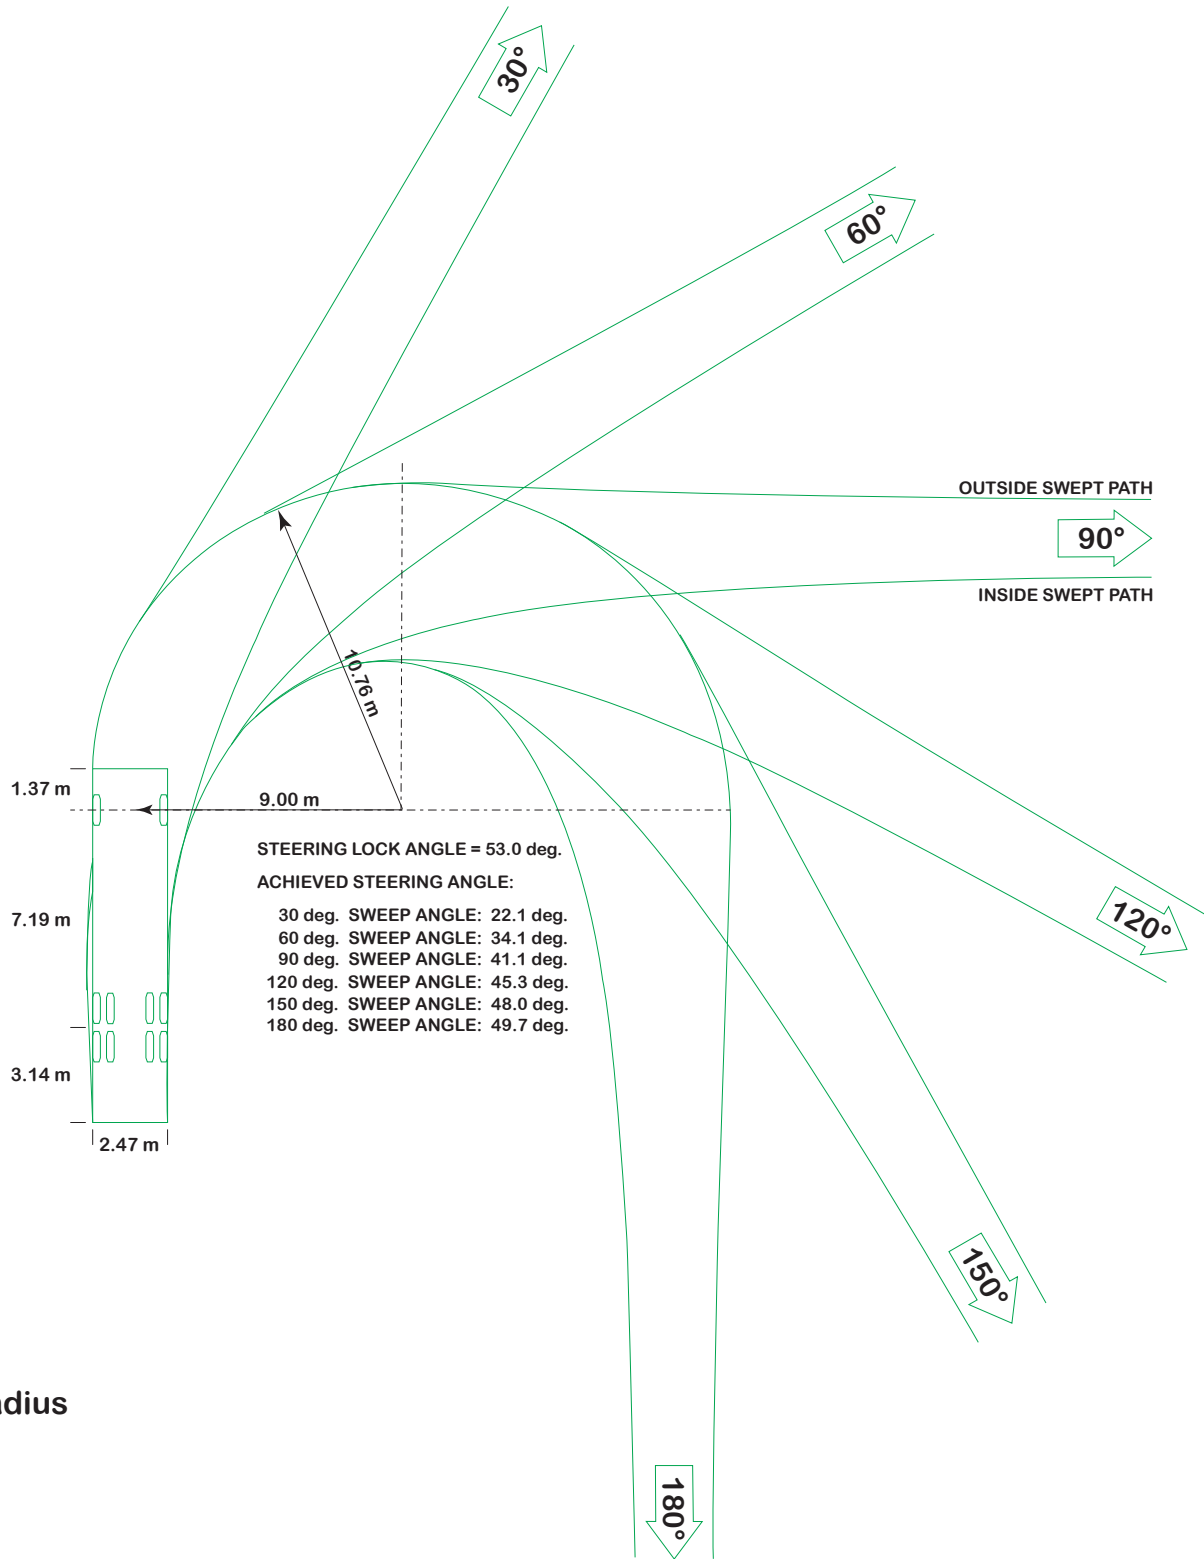 30°
60°
OUTSIDE SWEPT PATH
90°
INSIDE SWEPT PATH
10.76 m
1.37 m
9.00 m
STEERING LOCK ANGLE = 53.0 deg.
ACHIEVED STEERING ANGLE:
30 deg. SWEEP ANGLE: 22.1 deg.
7.19 m
60 deg. SWEEP ANGLE: 34.1 deg.
90 deg. SWEEP ANGLE: 41.1 deg.
120 deg. SWEEP ANGLE: 45.3 deg.
150 deg. SWEEP ANGLE: 48.0 deg.
180 deg. SWEEP ANGLE: 49.7 deg.
120°
3.14 m
2.47 m
150°
adius
180°